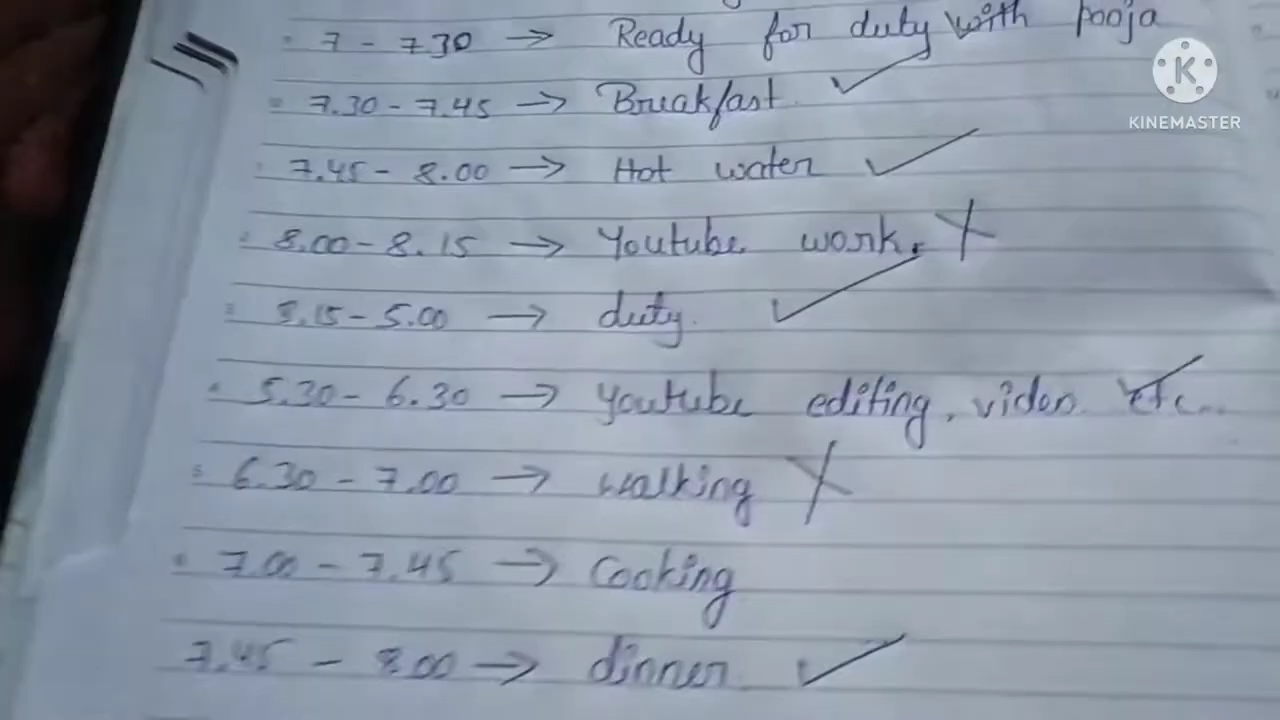 7 - 7.30 → Ready for duty with pooja
KINEMASTER
7.30 - 7.45 → Breakfast ✓
7.45 - 8.00 → Hot water ✓
8.00 - 8.15 → Youtube work. X
8.15 - 5.00 → duty. ✓
5.30 - 6.30 → Youtube editing, video etc...
6.30 - 7.00 → walking X
7.00 - 7.45 → Cooking
7.45 - 8.00 → dinner ✓